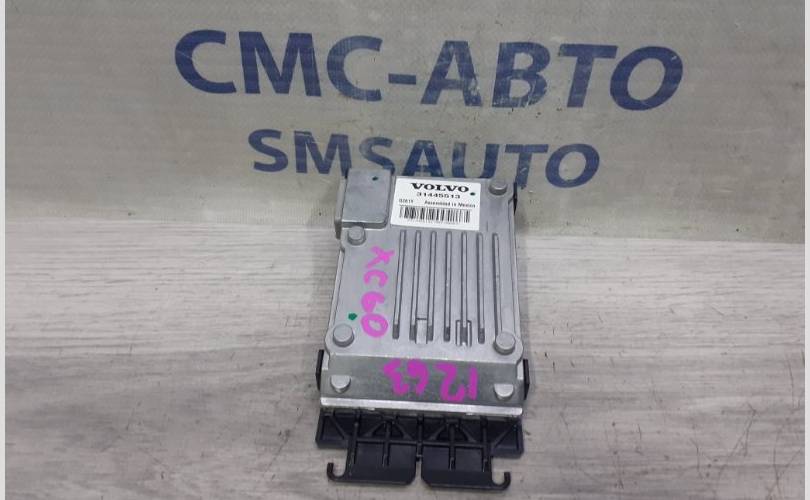 СМС-АВТО
SMSAUTO
VOLVO
31445513
Assembled in Mexico
XC60
1263